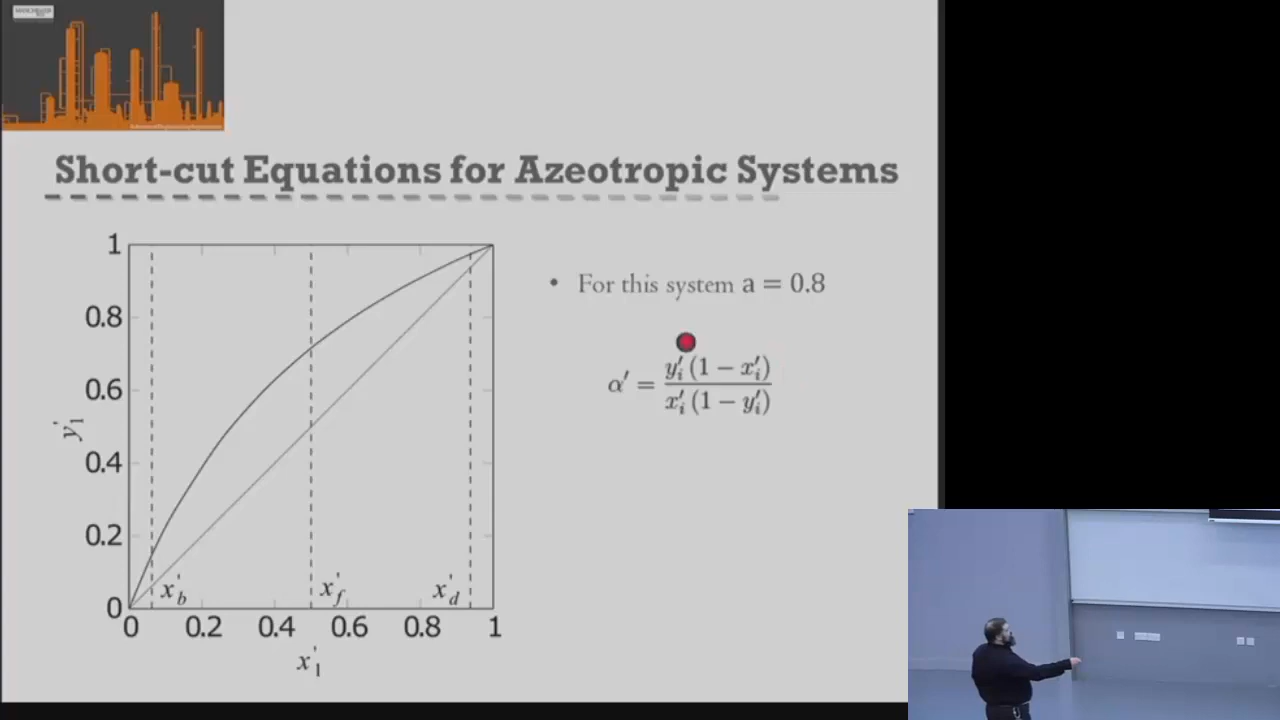 MANCHESTER
Short-cut Equations for Azeotropic Systems
• For this system a = 0.8
α′ = y′ᵢ (1 − x′ᵢ) / x′ᵢ (1 − y′ᵢ)
1
0.8
0.6
0.4
0.2
0
y'₁
x'b
x'f
x'd
0 0.2 0.4 0.6 0.8 1
x'₁